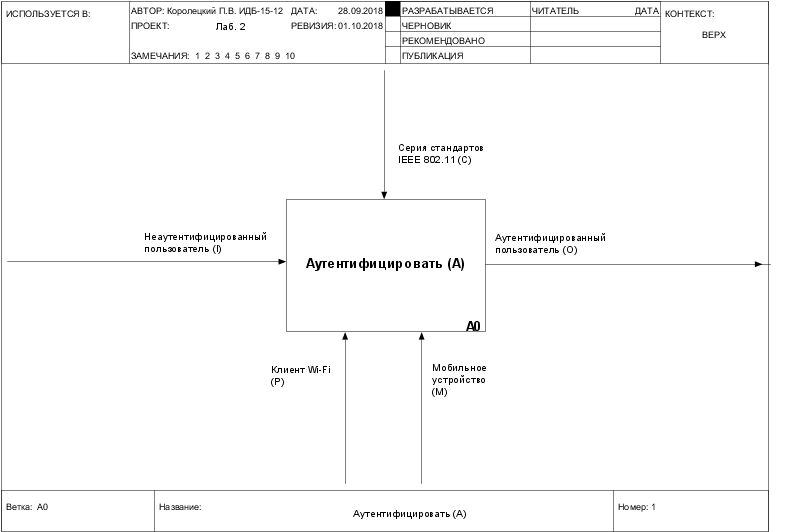 ИСПОЛЬЗУЕТСЯ В:
АВТОР: Королецкий П.В. ИДБ-15-12 ДАТА: 28.09.2018
ПРОЕКТ: Лаб. 2 РЕВИЗИЯ: 01.10.2018
ЗАМЕЧАНИЯ: 1 2 3 4 5 6 7 8 9 10
РАЗРАБАТЫВАЕТСЯ
ЧЕРНОВИК
РЕКОМЕНДОВАНО
ПУБЛИКАЦИЯ
ЧИТАТЕЛЬ ДАТА
КОНТЕКСТ:
ВЕРХ
Серия стандартов
IEEE 802.11 (C)
Неаутентифицированный
пользователь (I)
Аутентифицировать (A)
A0
Аутентифицированный
пользователь (O)
Клиент Wi-Fi
(P)
Мобильное
устройство
(M)
Ветка: A0
Название:
Аутентифицировать (A)
Номер: 1